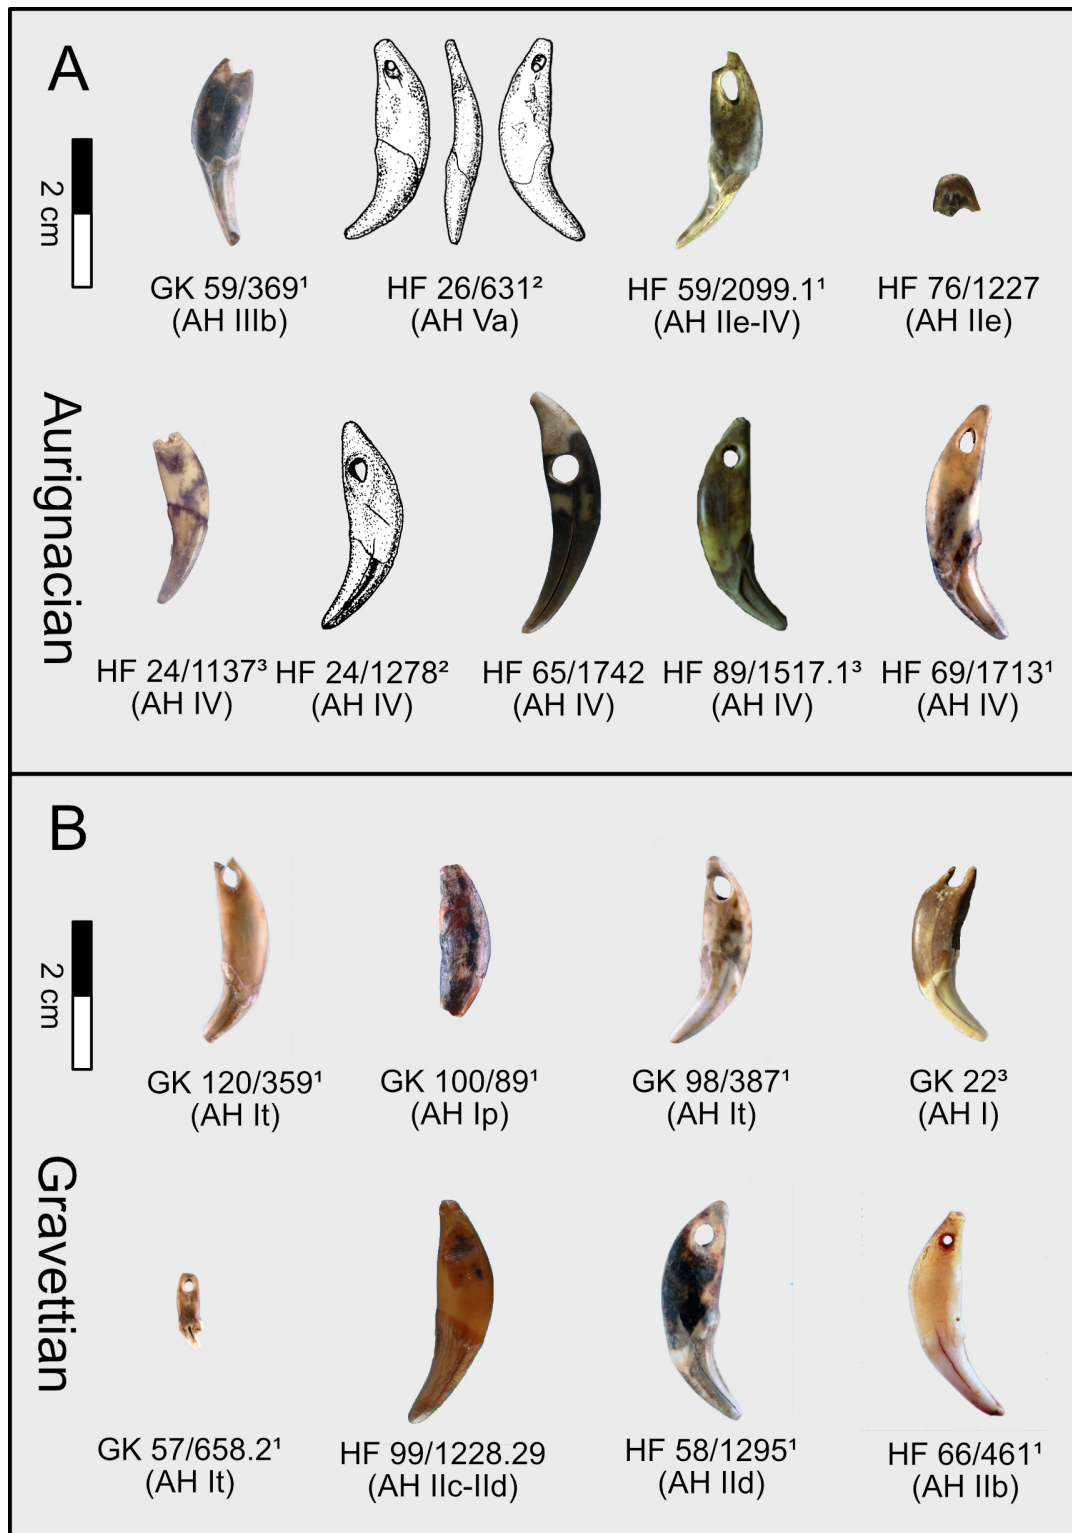 A
2 cm
GK 59/369¹
(AH IIIb)
HF 26/631²
(AH Va)
HF 59/2099.1¹
(AH IIe-IV)
HF 76/1227
(AH IIe)
Aurignacian
HF 24/1137³
(AH IV)
HF 24/1278²
(AH IV)
HF 65/1742
(AH IV)
HF 89/1517.1³
(AH IV)
HF 69/1713¹
(AH IV)
B
2 cm
GK 120/359¹
(AH It)
GK 100/89¹
(AH Ip)
GK 98/387¹
(AH It)
GK 22³
(AH I)
Gravettian
GK 57/658.2¹
(AH It)
HF 99/1228.29
(AH IIc-IId)
HF 58/1295¹
(AH IId)
HF 66/461¹
(AH IIb)